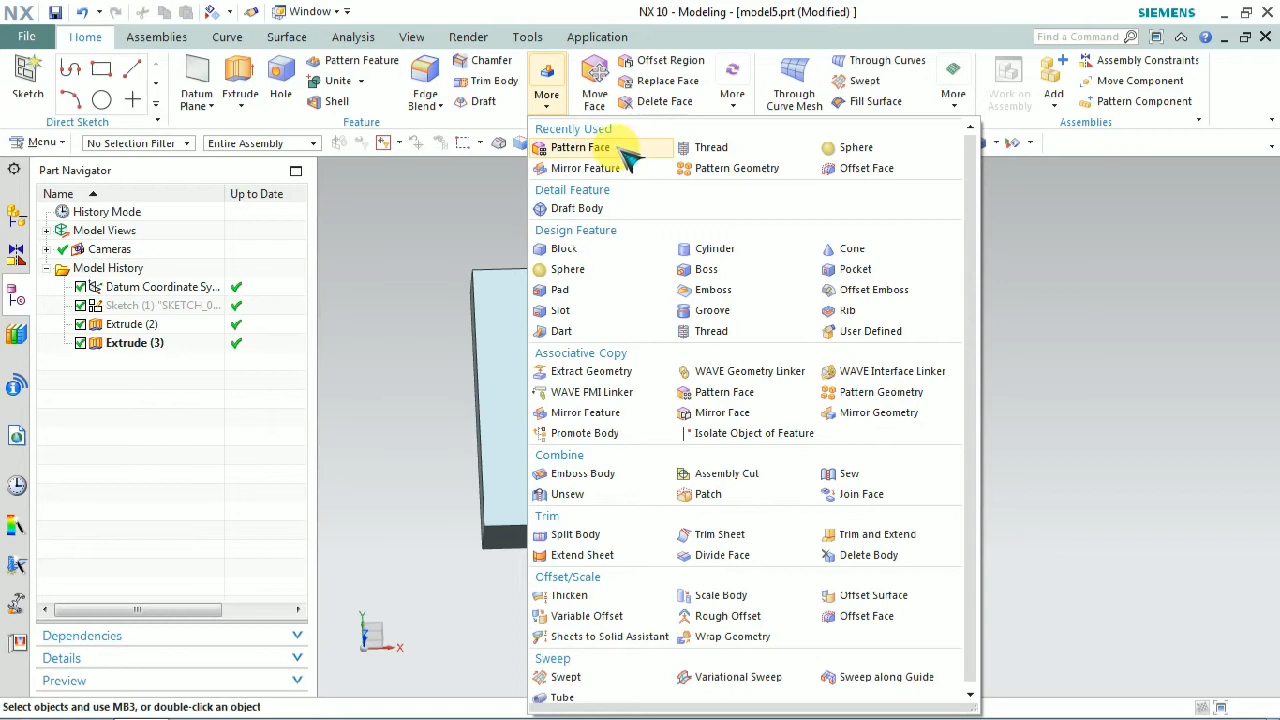 NX Window NX 10 - Modeling - [model5.prt (Modified) ] SIEMENS
File Home Assemblies Curve Surface Analysis View Render Tools Application Find a Command
Pattern Feature Chamfer Offset Region Through Curves Assembly Constraints
Unite Trim Body Replace Face Swept Move Component
Shell Draft Delete Face Fill Surface Pattern Component
Sketch Datum Plane Extrude Hole Edge Blend More Move Face More Through Curve Mesh More Work on Assembly Add
Direct Sketch Feature Assemblies
Menu No Selection Filter Entire Assembly
Part Navigator
Name Up to Date
History Mode
Model Views
Cameras
Model History
Datum Coordinate Sy...
Sketch (1) "SKETCH_0...
Extrude (2)
Extrude (3)
Dependencies
Details
Preview
Recently Used
Pattern Face Thread Sphere
Mirror Feature Pattern Geometry Offset Face
Detail Feature
Draft Body
Design Feature
Block Cylinder Cone
Sphere Boss Pocket
Pad Emboss Offset Emboss
Slot Groove Rib
Dart Thread User Defined
Associative Copy
Extract Geometry WAVE Geometry Linker WAVE Interface Linker
WAVE PMI Linker Pattern Face Pattern Geometry
Mirror Feature Mirror Face Mirror Geometry
Promote Body Isolate Object of Feature
Combine
Emboss Body Assembly Cut Sew
Unsew Patch Join Face
Trim
Split Body Trim Sheet Trim and Extend
Extend Sheet Divide Face Delete Body
Offset/Scale
Thicken Scale Body Offset Surface
Variable Offset Rough Offset Offset Face
Sheets to Solid Assistant Wrap Geometry
Sweep
Swept Variational Sweep Sweep along Guide
Tube
Y
X
Select objects and use MB3, or double-click an object